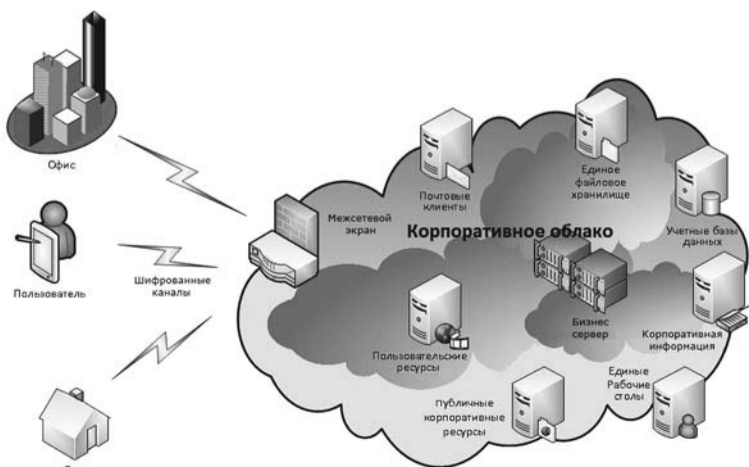 Офис
Пользователь
Шифрованные
каналы
Межсетевой
экран
Почтовые
клиенты
Единое
файловое
хранилище
Учетные базы
данных
Корпоративное облако
Бизнес
сервер
Корпоративная
информация
Пользовательские
ресурсы
Публичные
корпоративные
ресурсы
Единые
Рабочие
столы